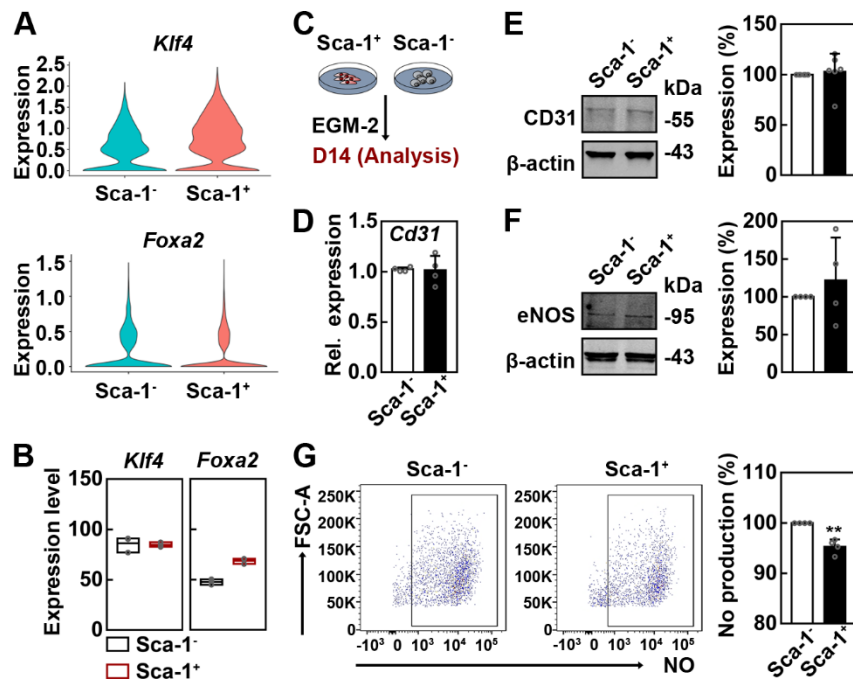 A
Klf4
Expression
2.5
2.0
1.5
1.0
0.5
0.0
Sca-1⁻ Sca-1⁺
Foxa2
Expression
1.5
1.0
0.5
0.0
Sca-1⁻ Sca-1⁺
B
Klf4 Foxa2
Expression level
150
100
50
0
Sca-1⁻
Sca-1⁺
C
Sca-1⁺ Sca-1⁻
EGM-2
D14 (Analysis)
D
Cd31
Rel. expression
1.5
1.0
0.5
0.0
Sca-1⁻ Sca-1⁺
E
Sca-1⁻ Sca-1⁺
kDa
CD31 -55
β-actin -43
Expression (%)
150
100
50
0
F
Sca-1⁻ Sca-1⁺
kDa
eNOS -95
β-actin -43
Expression (%)
200
150
100
50
0
G
Sca-1⁻ Sca-1⁺
FSC-A
250K 250K
200K 200K
150K 150K
100K 100K
50K 50K
0 0
-10³ 0 10³ 10⁴ 10⁵ -10³ 0 10³ 10⁴ 10⁵
NO
No production (%)
110
100
90
80
**
Sca-1⁻ Sca-1⁺